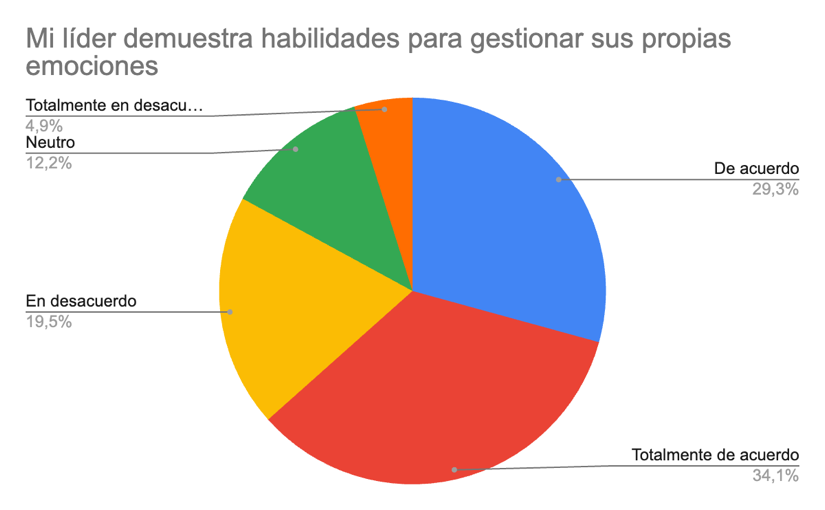 Mi líder demuestra habilidades para gestionar sus propias
emociones
Totalmente en desacu…
4,9%
Neutro
12,2%
De acuerdo
29,3%
En desacuerdo
19,5%
Totalmente de acuerdo
34,1%